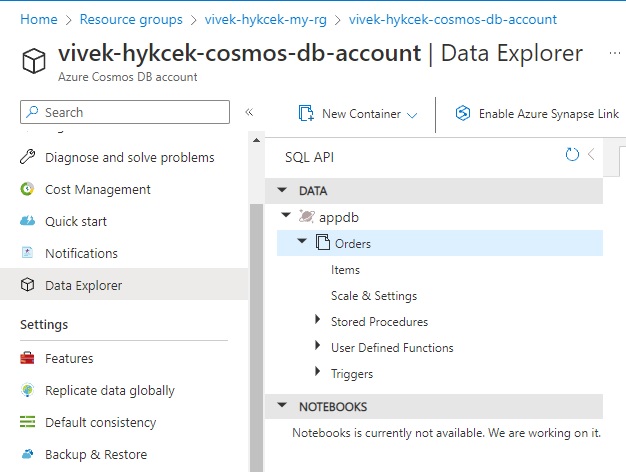 Home > Resource groups > vivek-hykcek-my-rg > vivek-hykcek-cosmos-db-account
vivek-hykcek-cosmos-db-account | Data Explorer ...
Azure Cosmos DB account
Search «
Diagnose and solve problems
Cost Management
Quick start
Notifications
Data Explorer
Settings
Features
Replicate data globally
Default consistency
Backup & Restore
New Container
Enable Azure Synapse Link
SQL API
DATA
appdb
Orders
Items
Scale & Settings
Stored Procedures
User Defined Functions
Triggers
NOTEBOOKS
Notebooks is currently not available. We are working on it.